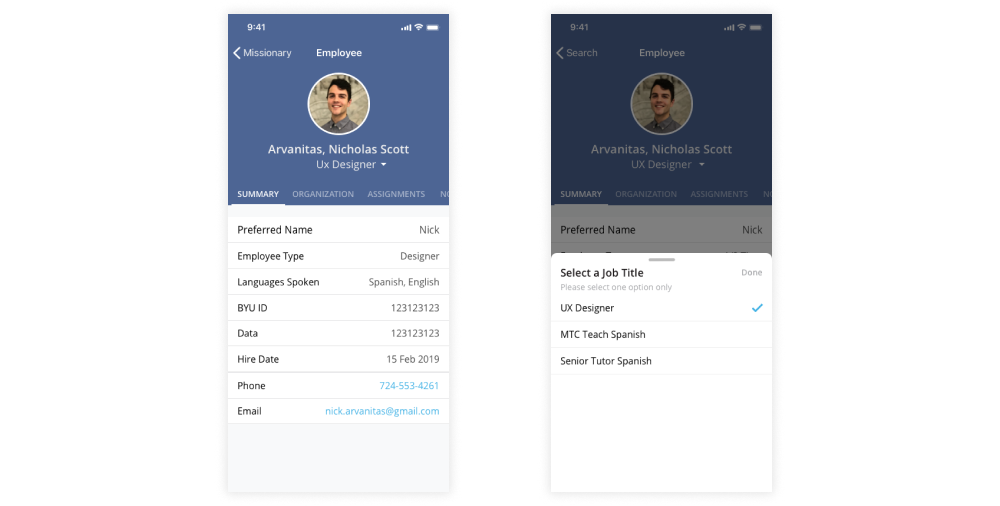 9:41
Missionary Employee
Arvanitas, Nicholas Scott
Ux Designer
SUMMARY ORGANIZATION ASSIGNMENTS NO
Preferred Name Nick
Employee Type Designer
Languages Spoken Spanish, English
BYU ID 123123123
Data 123123123
Hire Date 15 Feb 2019
Phone 724-553-4261
Email nick.arvanitas@gmail.com
9:41
Search Employee
Arvanitas, Nicholas Scott
UX Designer
SUMMARY ORGANIZATION ASSIGNMENTS
Preferred Name Nick
Select a Job Title Done
Please select one option only
UX Designer
MTC Teach Spanish
Senior Tutor Spanish